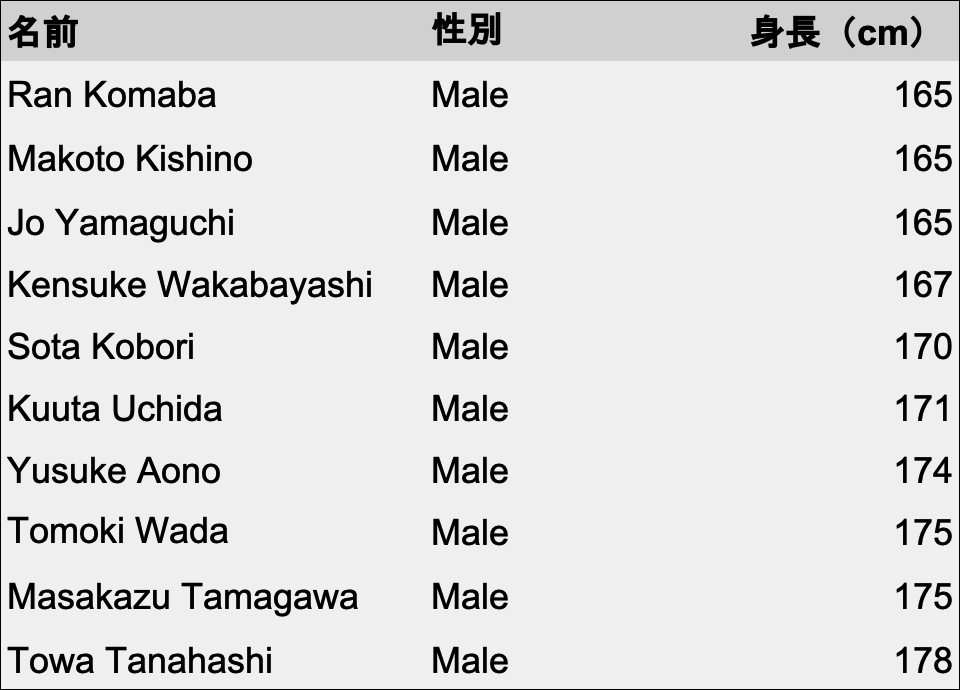 名前 性別 身長（cm）
Ran Komaba Male 165
Makoto Kishino Male 165
Jo Yamaguchi Male 165
Kensuke Wakabayashi Male 167
Sota Kobori Male 170
Kuuta Uchida Male 171
Yusuke Aono Male 174
Tomoki Wada Male 175
Masakazu Tamagawa Male 175
Towa Tanahashi Male 178